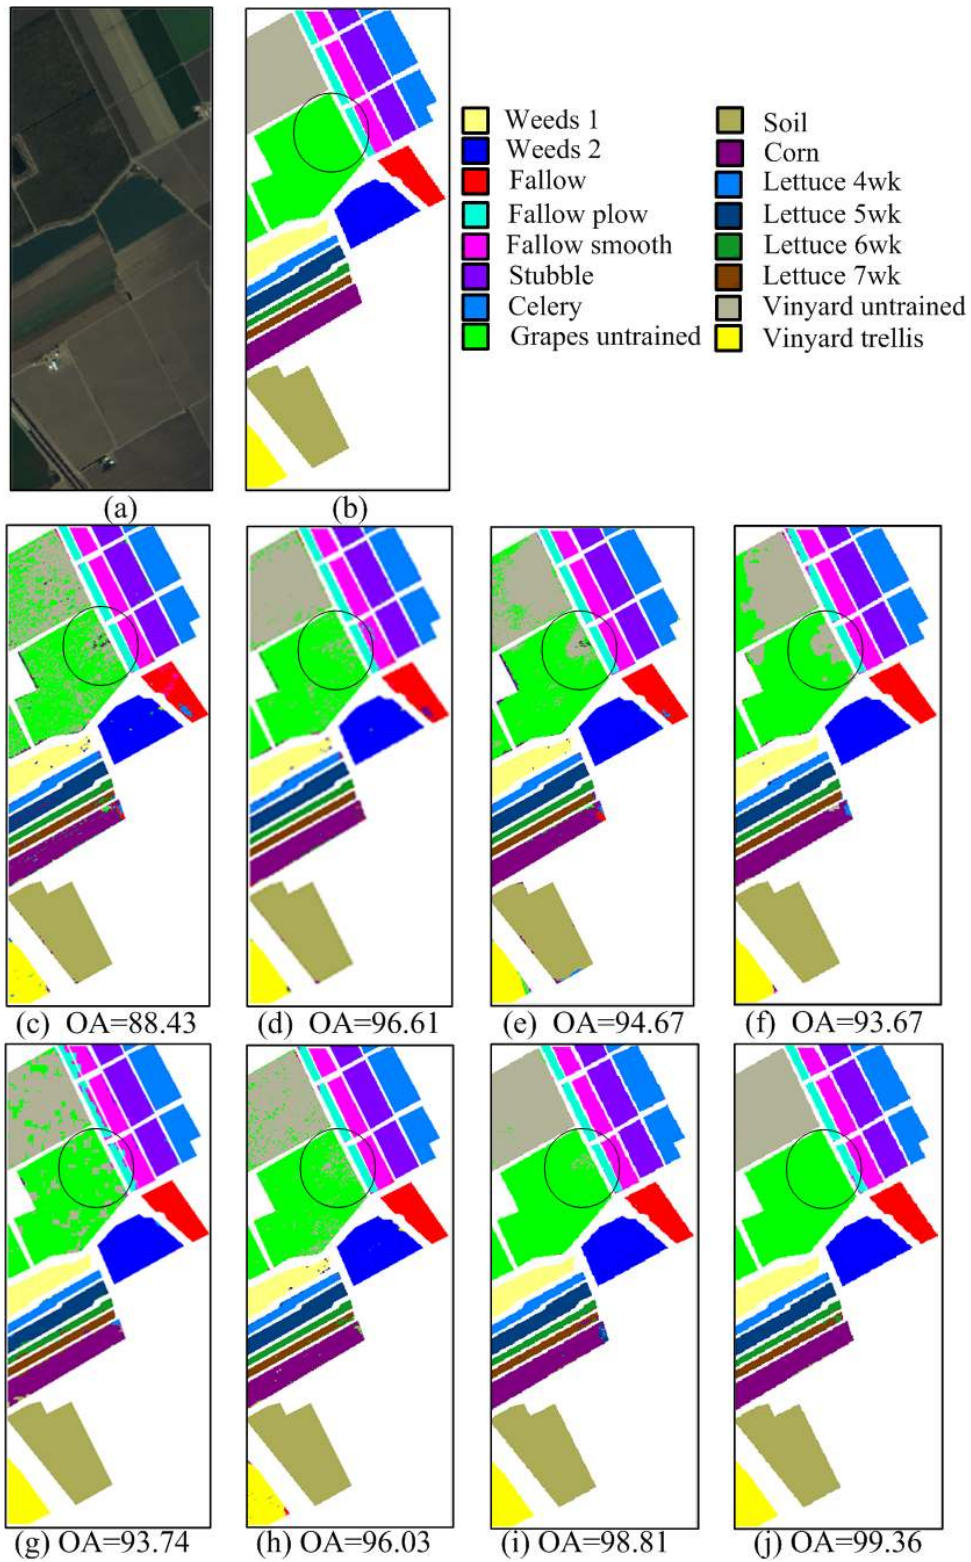 Weeds 1
Weeds 2
Fallow
Fallow plow
Fallow smooth
Stubble
Celery
Grapes untrained
Soil
Corn
Lettuce 4wk
Lettuce 5wk
Lettuce 6wk
Lettuce 7wk
Vinyard untrained
Vinyard trellis
(a)
(b)
(c) OA=88.43
(d) OA=96.61
(e) OA=94.67
(f) OA=93.67
(g) OA=93.74
(h) OA=96.03
(i) OA=98.81
(j) OA=99.36